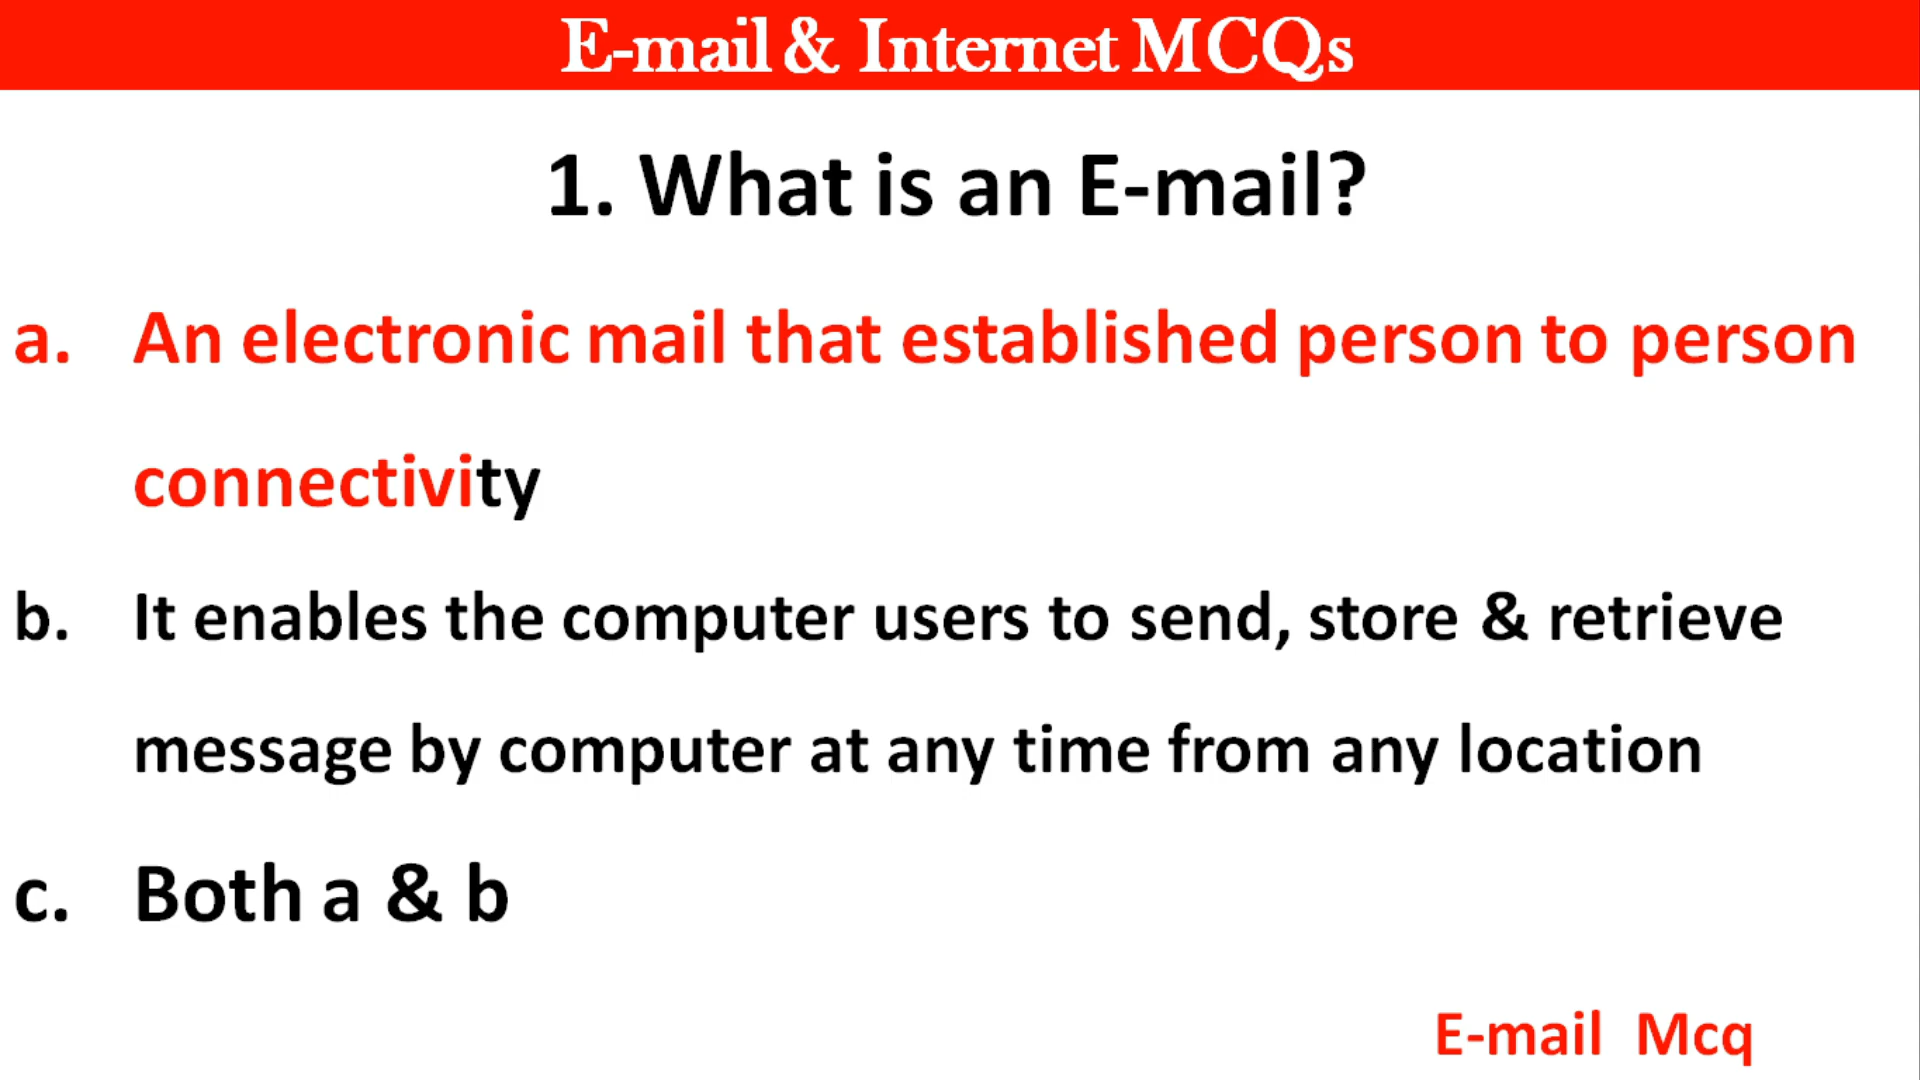 E-mail & Internet MCQs
1. What is an E-mail?
a. An electronic mail that established person to person
connectivity
b. It enables the computer users to send, store & retrieve
message by computer at any time from any location
c. Both a & b
E-mail Mcq